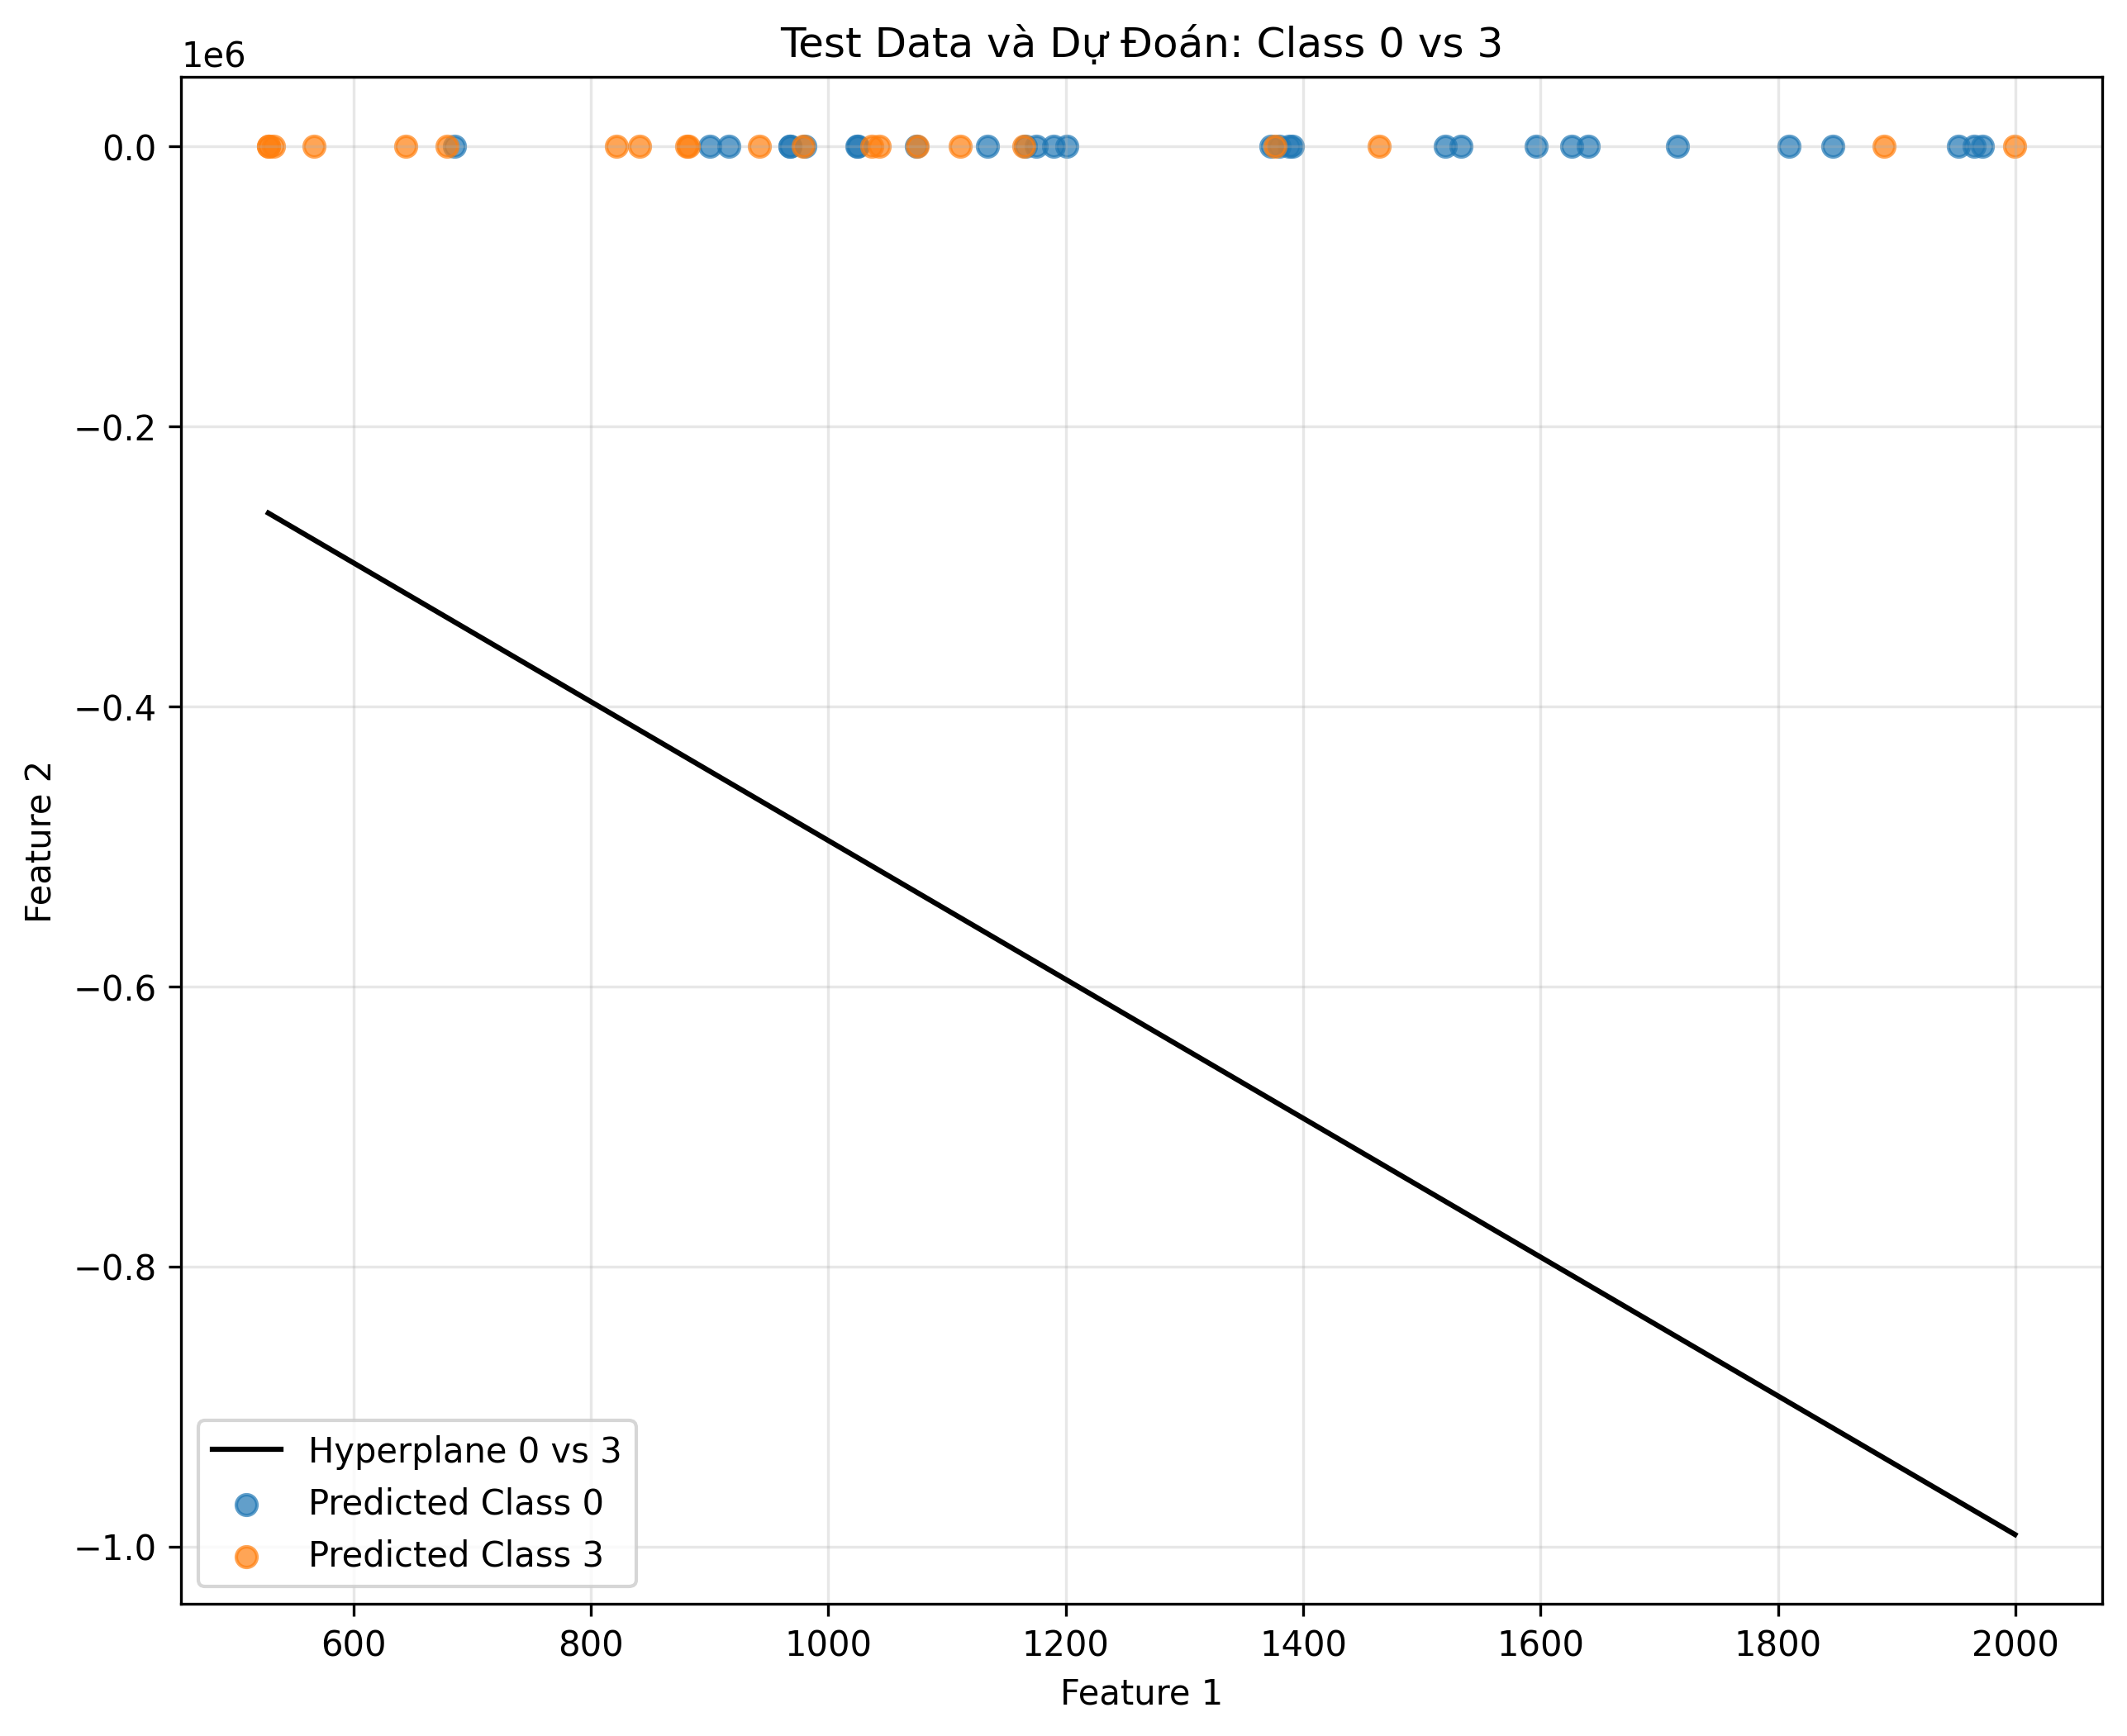 Test Data và Dự Đoán: Class 0 vs 3
1e6
0.0
−0.2
−0.4
−0.6
−0.8
−1.0
Feature 2
Hyperplane 0 vs 3
Predicted Class 0
Predicted Class 3
600 800 1000 1200 1400 1600 1800 2000
Feature 1